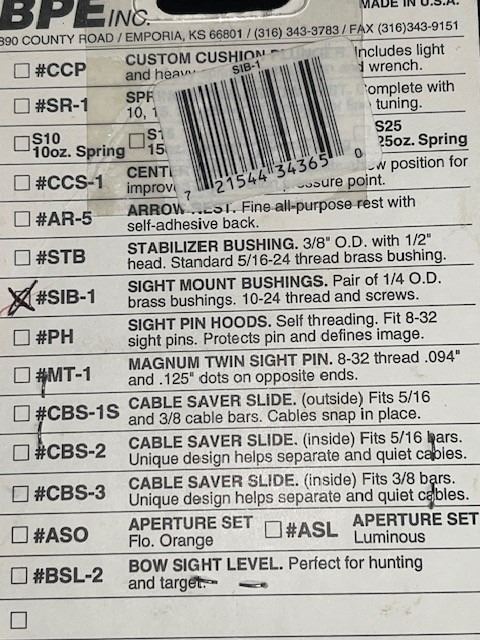 BPE INC.
MADE IN U.S.A.
890 COUNTY ROAD / EMPORIA, KS 66801 / (316) 343-3783 / FAX (316)343-9151
#CCP CUSTOM CUSHION Includes light
and heavy wrench.
#SR-1 Complete with
10, tuning.
SIB-1
7 21544 34365 0
S10 S25
10oz. Spring 25oz. Spring
#CCS-1 position for
improv pressure point.
#AR-5 ARROW REST. Fine all-purpose rest with
self-adhesive back.
#STB STABILIZER BUSHING. 3/8" O.D. with 1/2"
head. Standard 5/16-24 thread brass bushing.
#SIB-1 SIGHT MOUNT BUSHINGS. Pair of 1/4 O.D.
brass bushings. 10-24 thread and screws.
#PH SIGHT PIN HOODS. Self threading. Fit 8-32
sight pins. Protects pin and defines image.
#MT-1 MAGNUM TWIN SIGHT PIN. 8-32 thread .094"
and .125" dots on opposite ends.
#CBS-1S CABLE SAVER SLIDE. (outside) Fits 5/16
and 3/8 cable bars. Cables snap in place.
#CBS-2 CABLE SAVER SLIDE. (inside) Fits 5/16 bars.
Unique design helps separate and quiet cables.
#CBS-3 CABLE SAVER SLIDE. (inside) Fits 3/8 bars.
Unique design helps separate and quiet cables.
#ASO APERTURE SET #ASL APERTURE SET
Flo. Orange Luminous
#BSL-2 BOW SIGHT LEVEL. Perfect for hunting
and target.